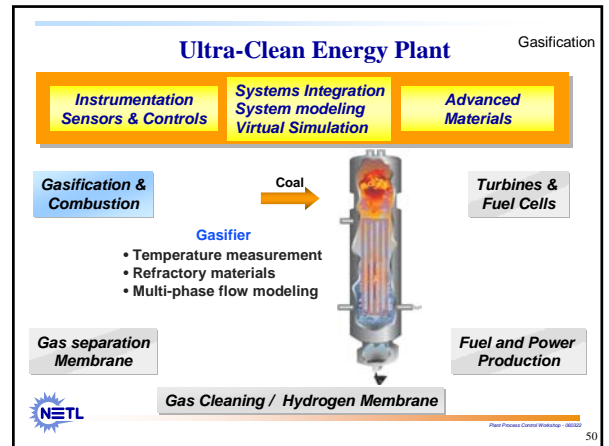 Ultra-Clean Energy Plant
Gasification
Instrumentation
Sensors & Controls
Systems Integration
System modeling
Virtual Simulation
Advanced
Materials
Gasification &
Combustion
Coal
Turbines &
Fuel Cells
Gasifier
• Temperature measurement
• Refractory materials
• Multi-phase flow modeling
Gas separation
Membrane
Fuel and Power
Production
Gas Cleaning / Hydrogen Membrane
NETL
Plant Process Control Workshop - 060322
50